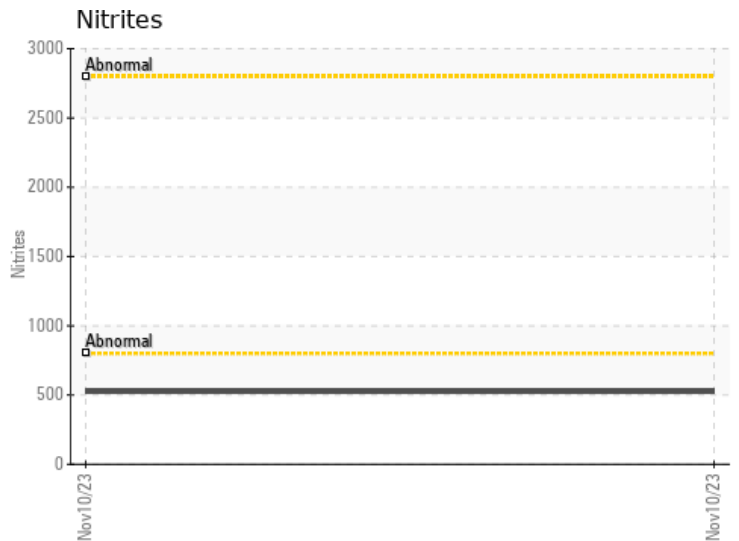 Nitrites
3000
Abnormal
2500
2000
Nitrites
1500
1000
Abnormal
500
0
Nov10/23
Nov10/23